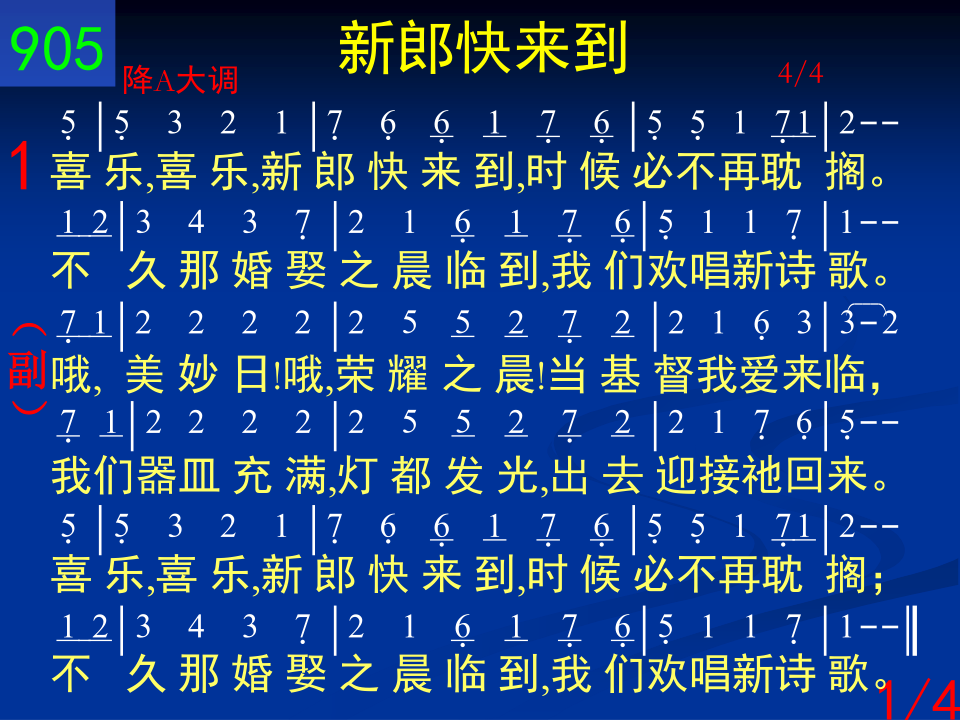 905
新郎快来到
降A大调
4/4
5̣ | 5̣ 3 2 1 | 7̣ 6̣ 6̣ 1 7̣ 6̣ | 5̣ 5̣ 1 7̣1 | 2--
1
喜 乐,喜 乐,新 郎 快 来 到,时 候 必不再耽 搁。
1 2 | 3 4 3 7̣ | 2 1 6̣ 1 7̣ 6̣ | 5̣ 1 1 7̣ | 1--
不 久 那 婚 娶 之 晨 临 到,我 们欢唱新诗 歌。
7̣ 1 | 2 2 2 2 | 2 5 5 2 7̣ 2 | 2 1 6̣ 3 | 3-2
（副）
哦, 美 妙 日!哦,荣 耀 之 晨!当 基 督我爱来临,
7̣ 1 | 2 2 2 2 | 2 5 5 2 7̣ 2 | 2 1 7̣ 6̣ | 5̣--
我们器皿 充 满,灯 都 发 光,出 去 迎接祂回来。
5̣ | 5̣ 3 2 1 | 7̣ 6̣ 6̣ 1 7̣ 6̣ | 5̣ 5̣ 1 7̣1 | 2--
喜 乐,喜 乐,新 郎 快 来 到,时 候 必不再耽 搁;
1 2 | 3 4 3 7̣ | 2 1 6̣ 1 7̣ 6̣ | 5̣ 1 1 7̣ | 1--‖
不 久 那 婚 娶 之 晨 临 到,我 们欢唱新诗 歌。
1/4